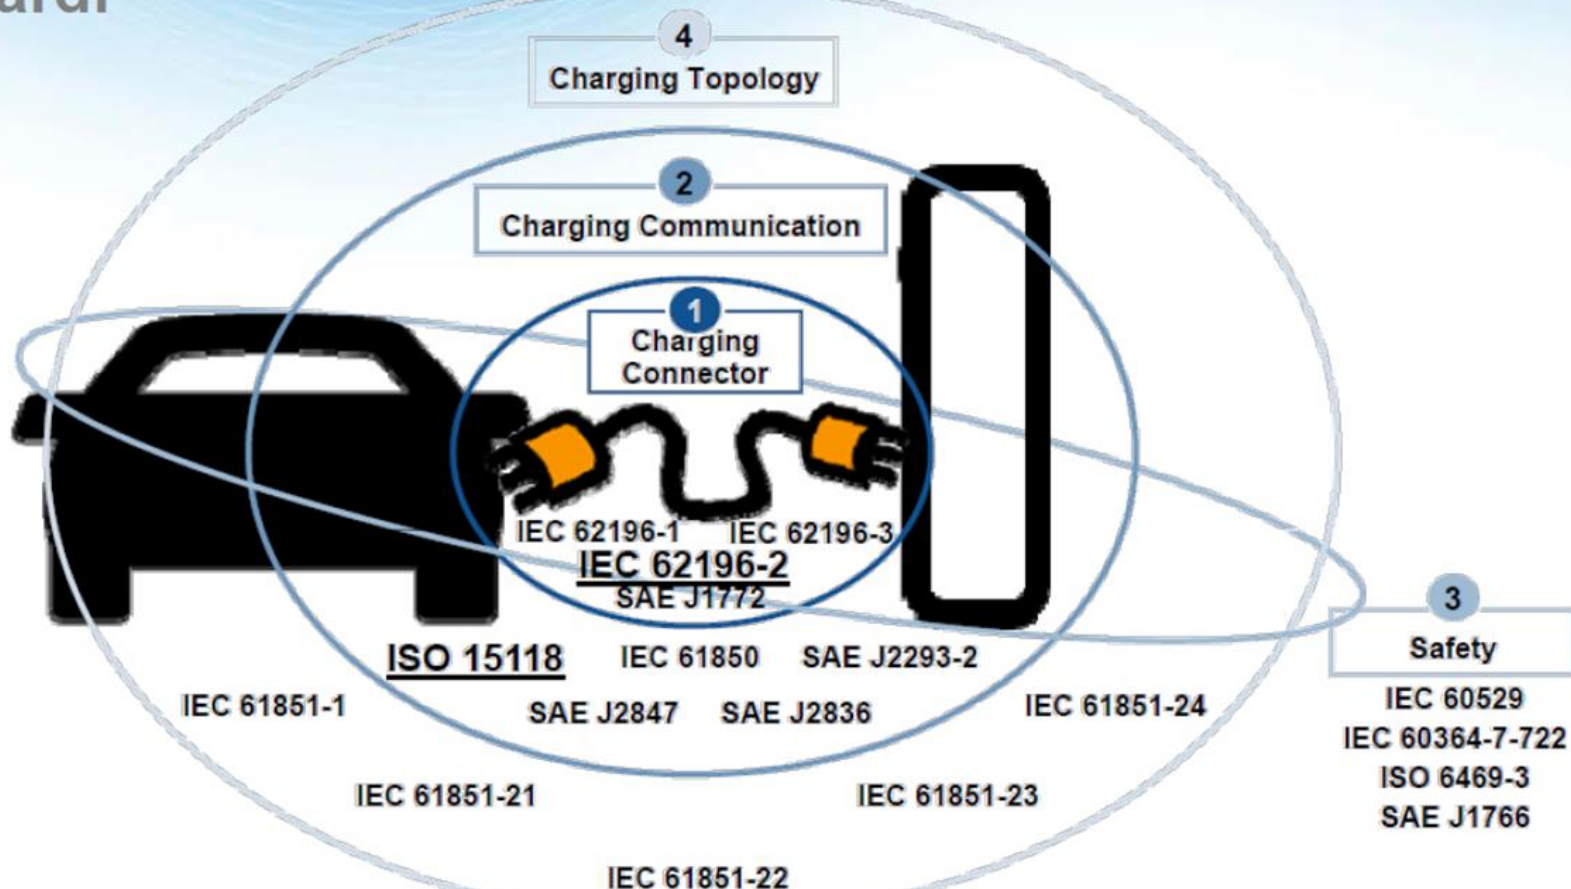 4
Charging Topology
2
Charging Communication
1
Charging
Connector
IEC 62196-1 IEC 62196-3
IEC 62196-2
SAE J1772
ISO 15118 IEC 61850 SAE J2293-2
SAE J2847 SAE J2836
IEC 61851-1 IEC 61851-24
IEC 61851-21 IEC 61851-23
IEC 61851-22
3
Safety
IEC 60529
IEC 60364-7-722
ISO 6469-3
SAE J1766